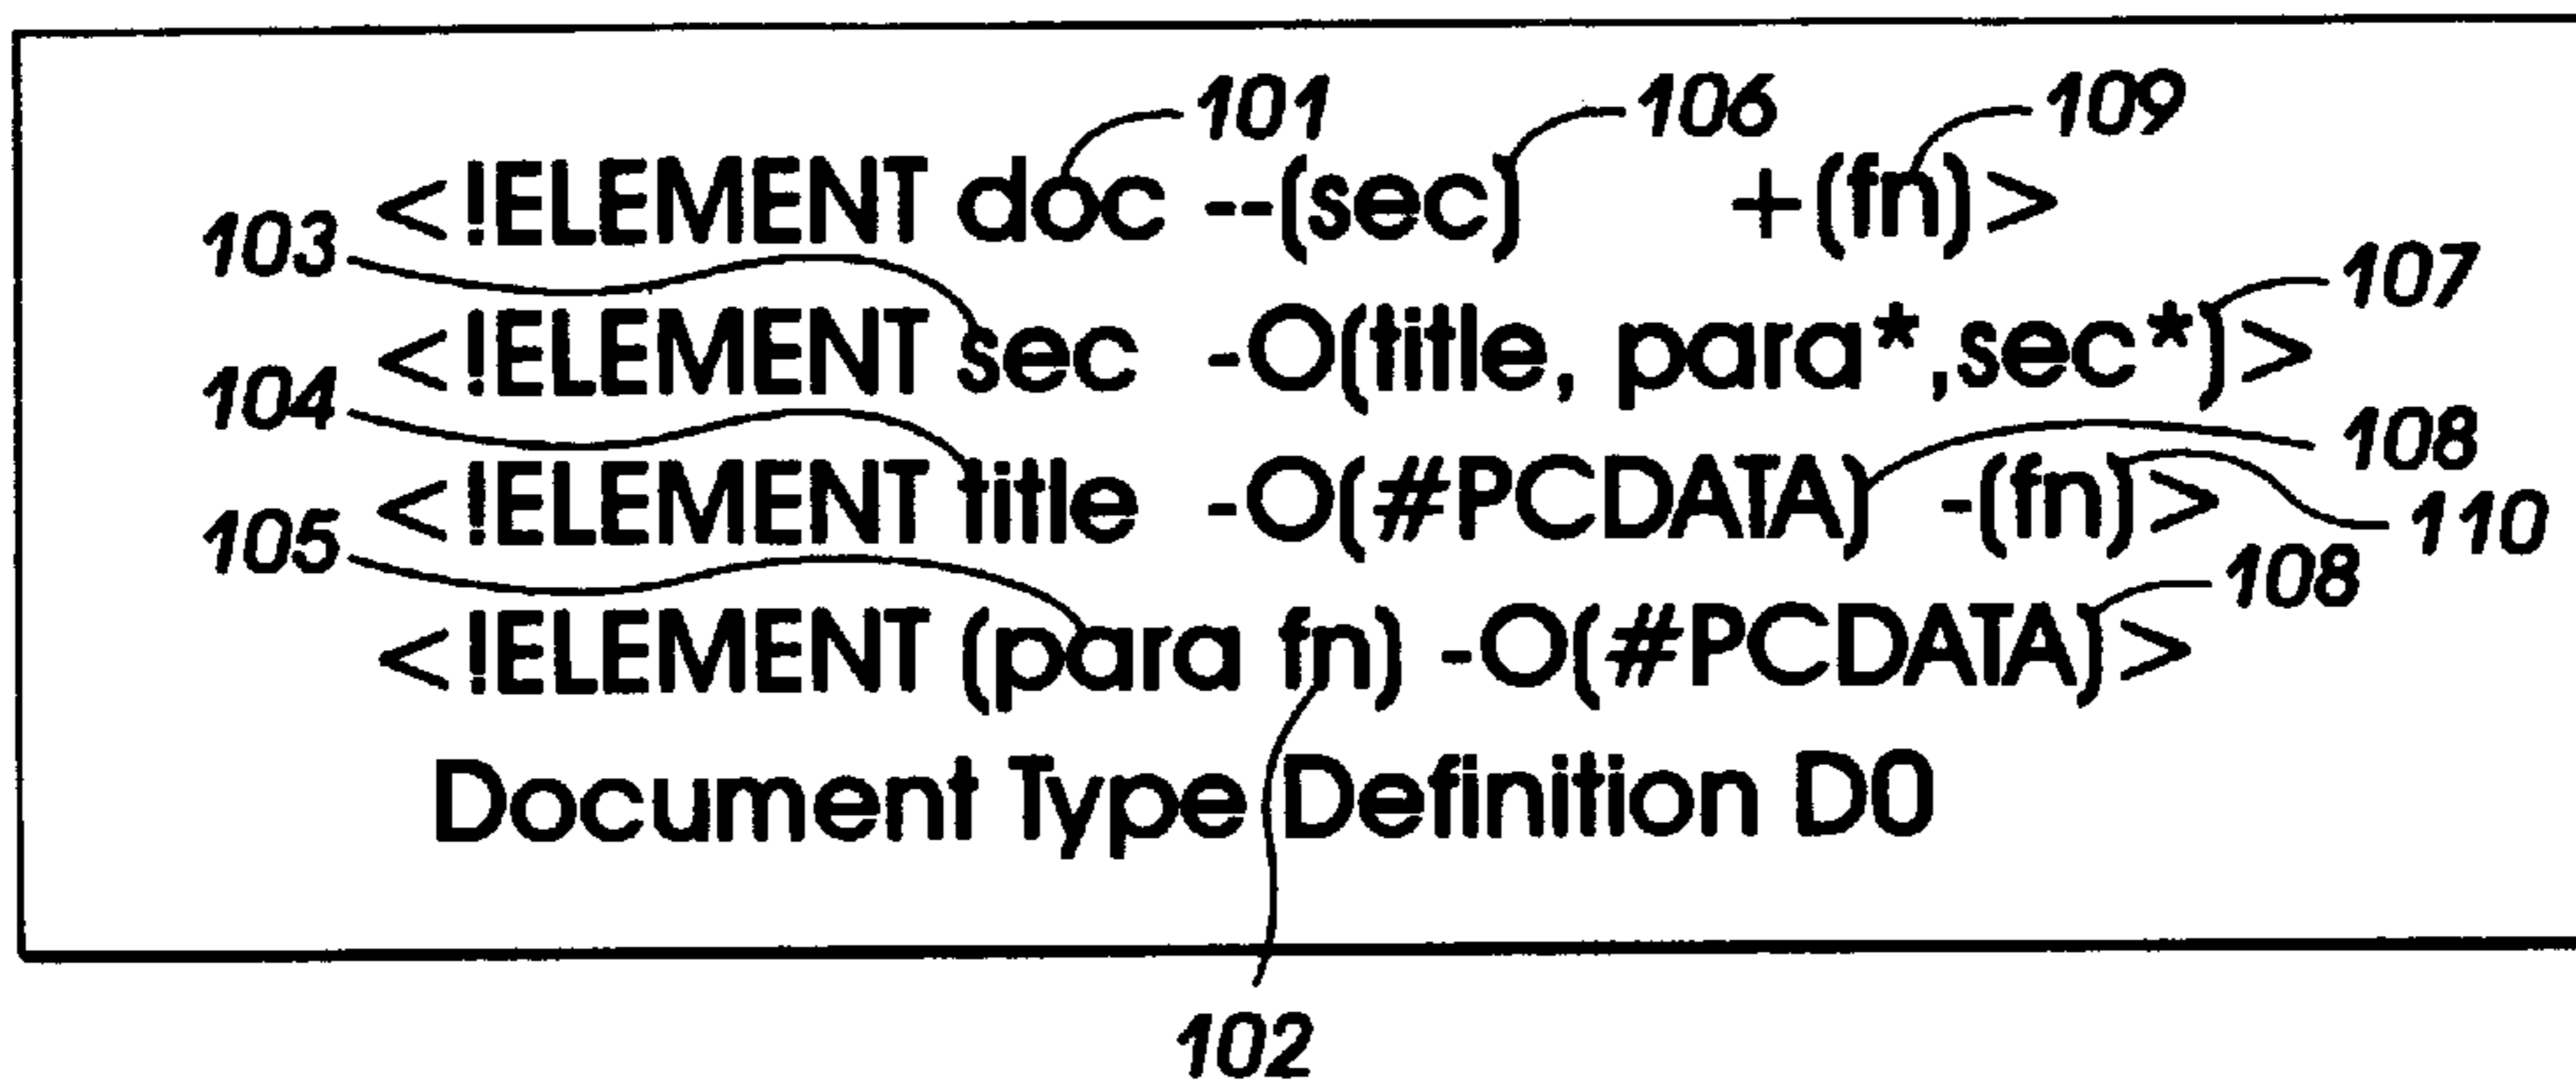 101 106 109
<!ELEMENT doc --(sec) +(fn)>
103 107
<!ELEMENT sec -O(title, para*,sec*)>
104 108
<!ELEMENT title -O(#PCDATA) -(fn)>
105 110
108
<!ELEMENT (para fn) -O(#PCDATA)>
Document Type Definition D0
102